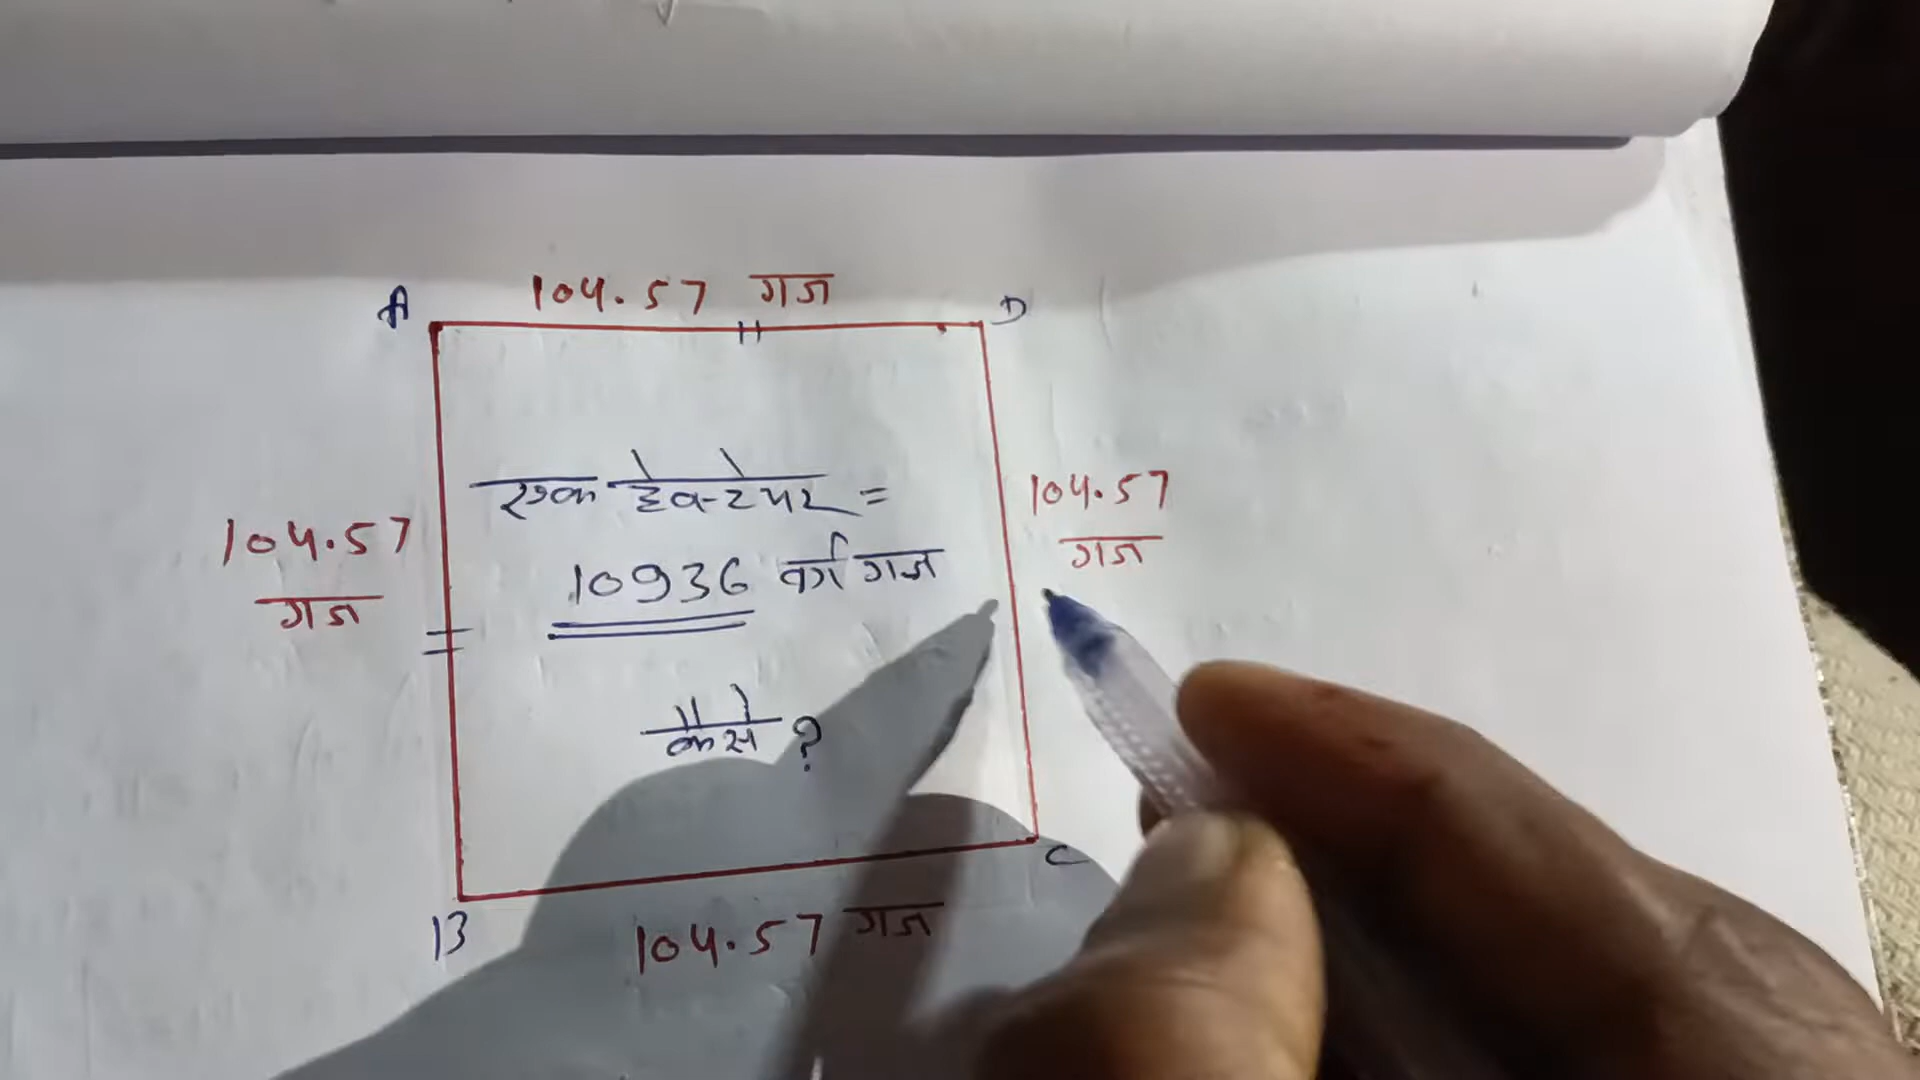 A
104.57 गज
D
एक हेक्टेयर =
104.57
गज
104.57
गज
10936 वर्ग गज
कैसे ?
C
B
104.57 गज